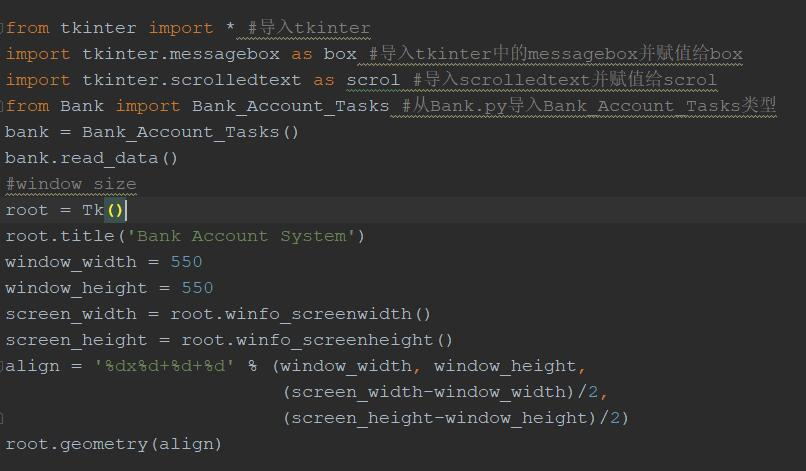 from tkinter import * #导入tkinter
import tkinter.messagebox as box #导入tkinter中的messagebox并赋值给box
import tkinter.scrolledtext as scrol #导入scrolledtext并赋值给scrol
from Bank import Bank_Account_Tasks #从Bank.py导入Bank_Account_Tasks类型
bank = Bank_Account_Tasks()
bank.read_data()
#window size
root = Tk()
root.title('Bank Account System')
window_width = 550
window_height = 550
screen_width = root.winfo_screenwidth()
screen_height = root.winfo_screenheight()
align = '%dx%d+%d+%d' % (window_width, window_height,
                         (screen_width-window_width)/2,
                         (screen_height-window_height)/2)
root.geometry(align)